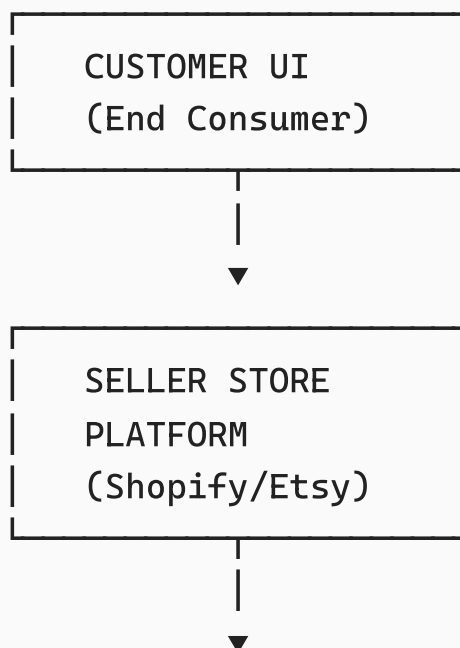 CUSTOMER UI
(End Consumer)
SELLER STORE
PLATFORM
(Shopify/Etsy)